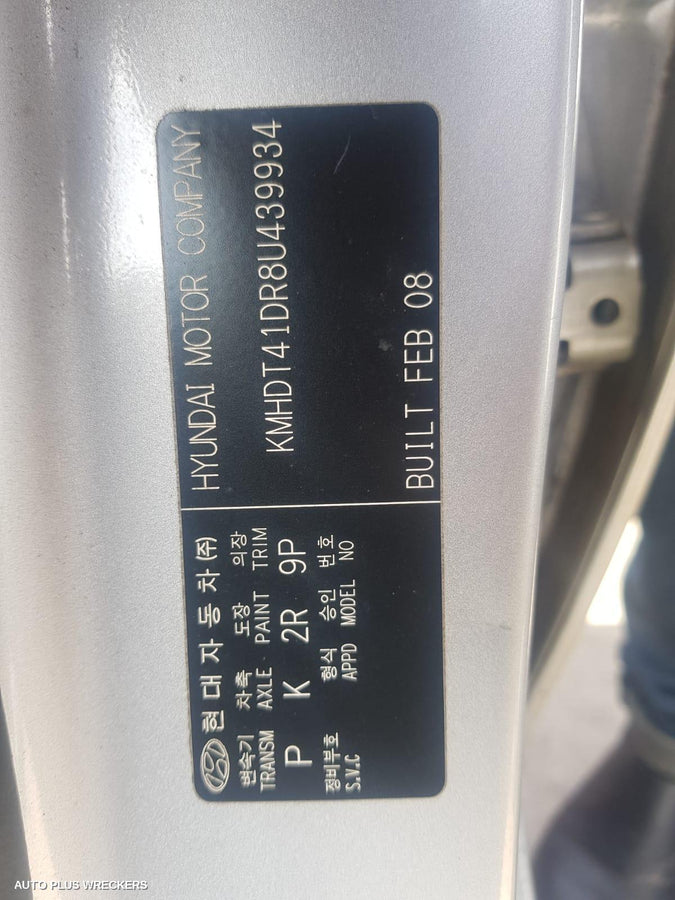 현대자동차(주)
HYUNDAI MOTOR COMPANY
변속기 차축 도장 의장
TRANSM AXLE PAINT TRIM
P K 2R 9P
KMHDT41DR8U439934
정비부호 형식 승인 번호
S.V.C APPD MODEL NO
BUILT FEB 08
AUTO PLUS WRECKERS